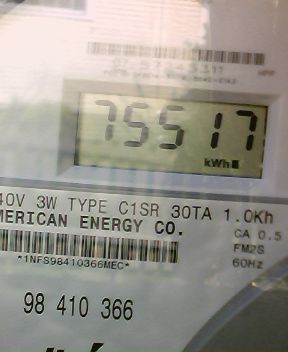 75517
kWh
40V 3W TYPE C1SR 30TA 1.0Kh
MERICAN ENERGY CO.
CA 0.5
FM2S
60Hz
*1NFS98410366MEC*
98 410 366